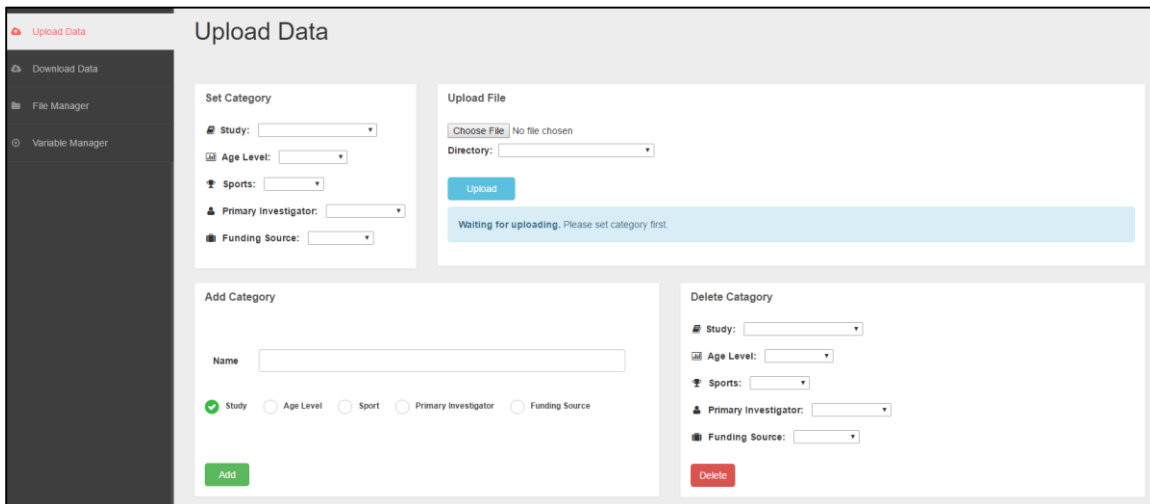 Upload Data
Download Data
File Manager
Variable Manager
Upload Data
Set Category
Study:
Age Level:
Sports:
Primary Investigator:
Funding Source:
Upload File
Choose File No file chosen
Directory:
Upload
Waiting for uploading. Please set category first.
Add Category
Name
Study Age Level Sport Primary Investigator Funding Source
Add
Delete Catagory
Study:
Age Level:
Sports:
Primary Investigator:
Funding Source:
Delete